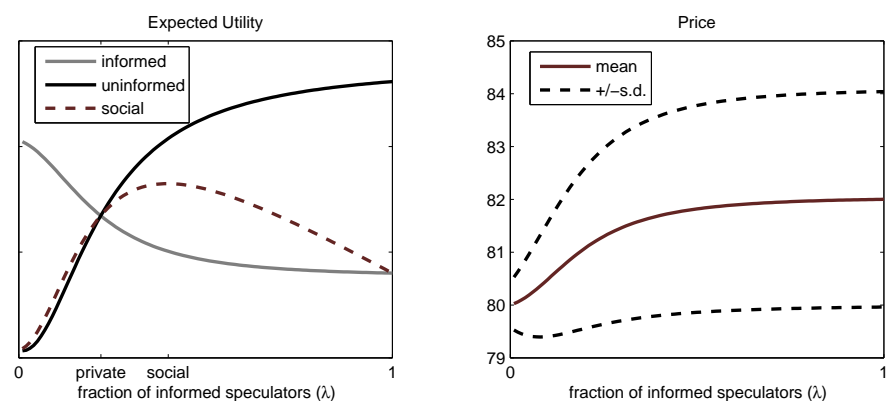 Expected Utility
informed
uninformed
social
0
private
social
1
fraction of informed speculators (λ)
Price
mean
+/−s.d.
85
84
83
82
81
80
79
0
1
fraction of informed speculators (λ)